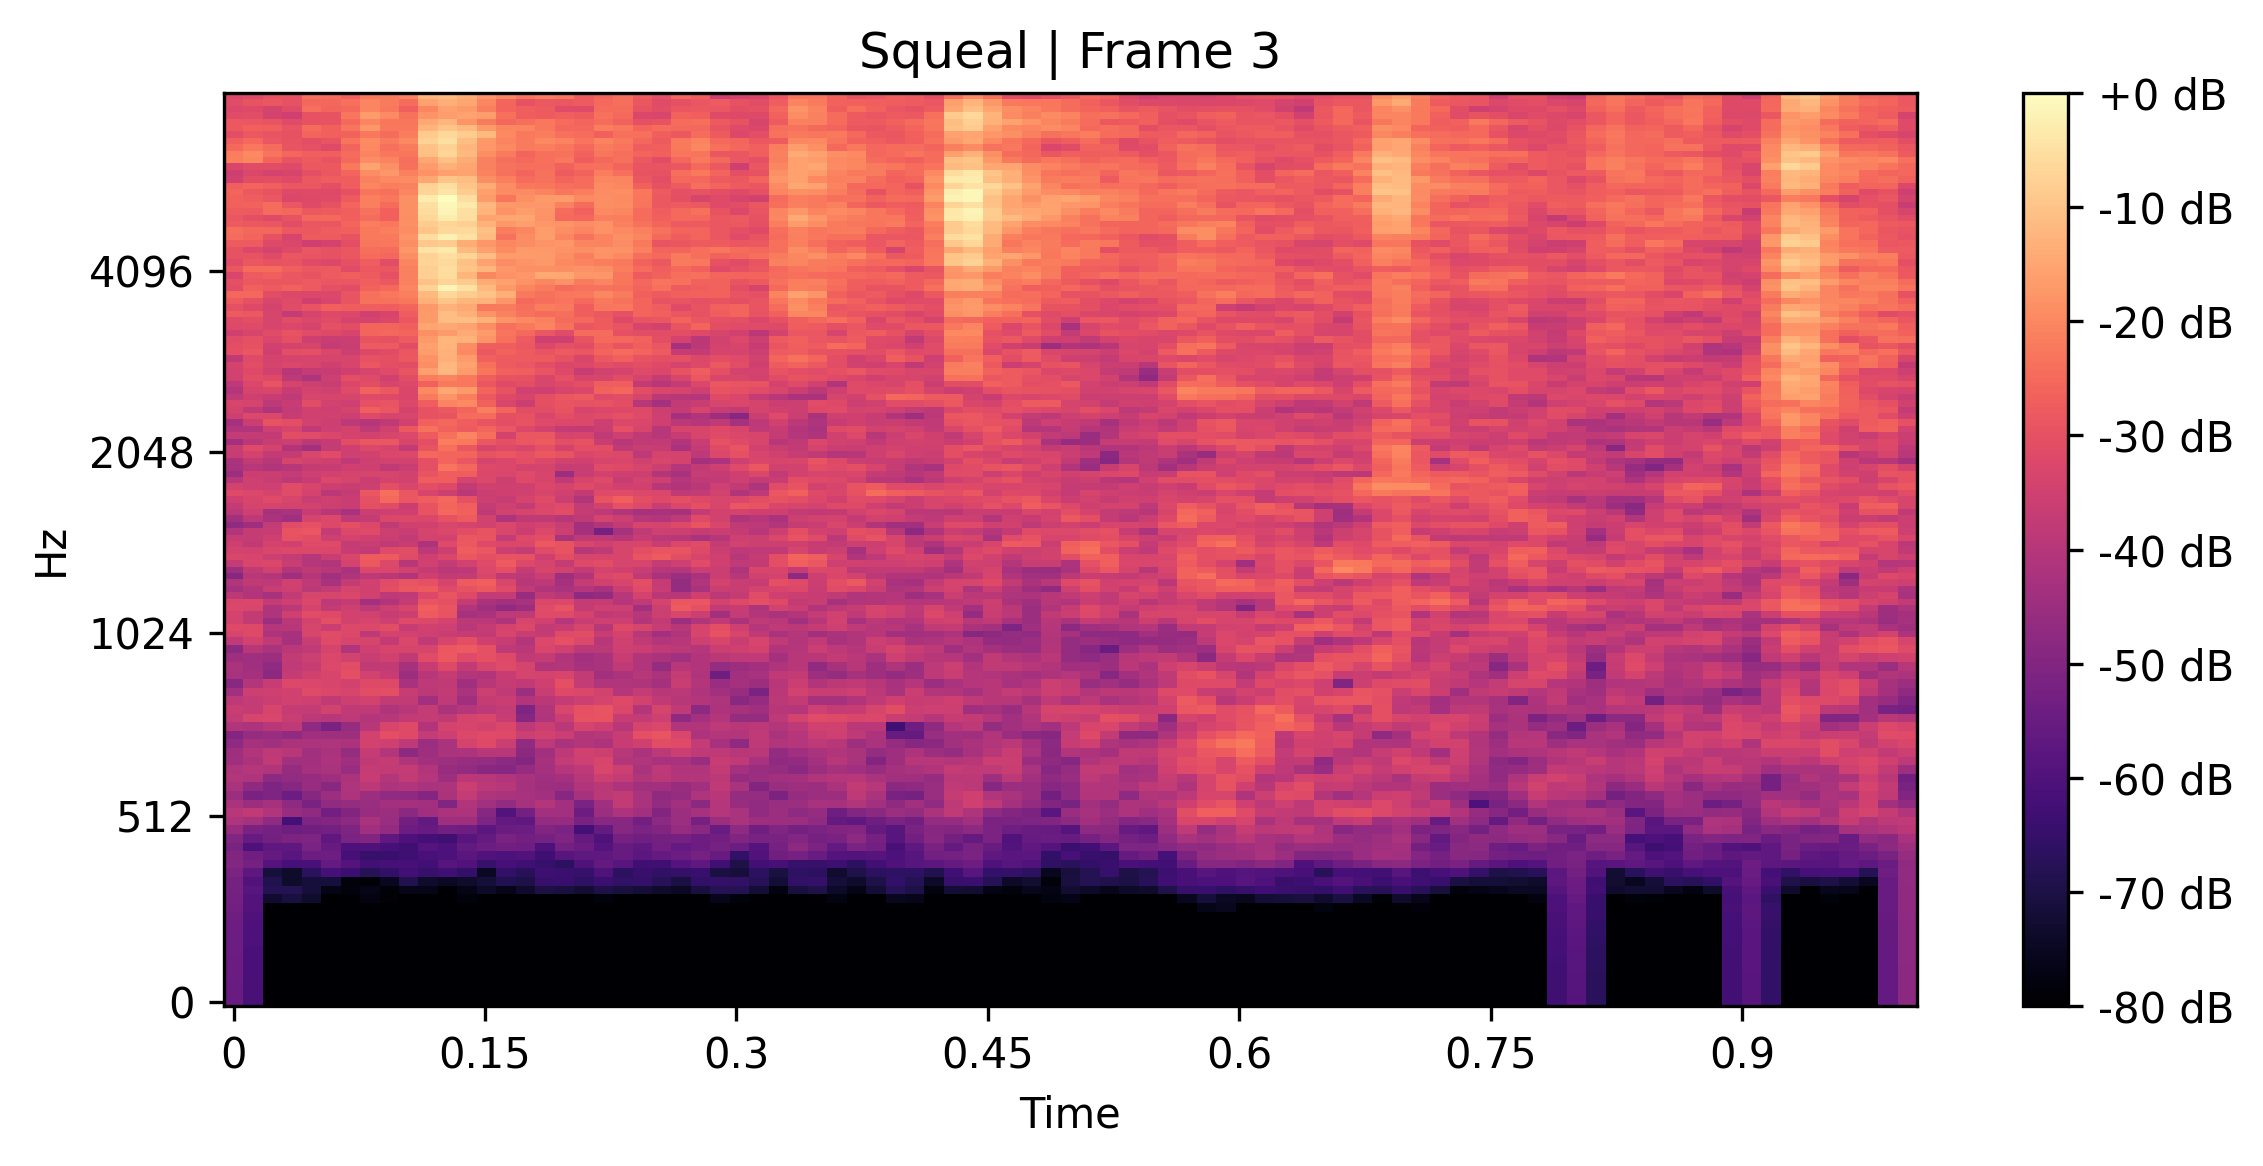 Squeal | Frame 3
Hz
4096
2048
1024
512
0
0 0.15 0.3 0.45 0.6 0.75 0.9
Time
+0 dB
-10 dB
-20 dB
-30 dB
-40 dB
-50 dB
-60 dB
-70 dB
-80 dB